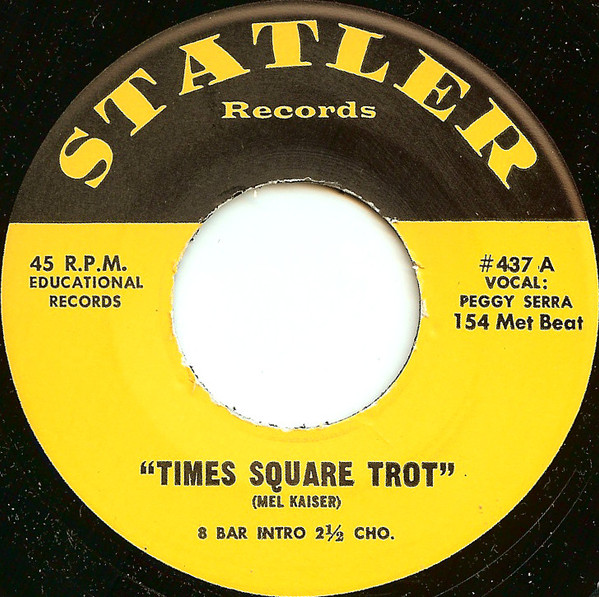 STATLER
Records
45 R.P.M.
EDUCATIONAL
RECORDS
#437 A
VOCAL:
PEGGY SERRA
154 Met Beat
"TIMES SQUARE TROT"
(MEL KAISER)
8 BAR INTRO 2½ CHO.